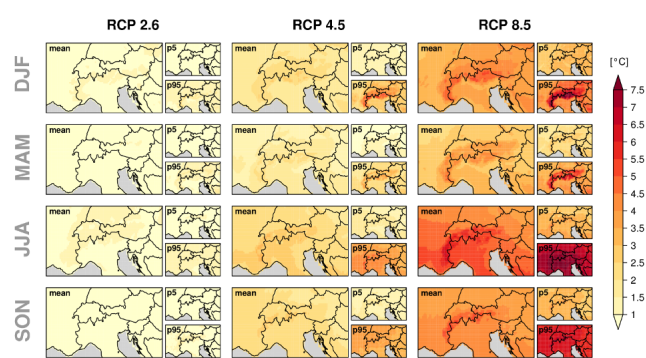 RCP 2.6 RCP 4.5 RCP 8.5
[°C]
DJF mean p5 mean p5 mean p5
p95 p95 p95
MAM mean p5 mean p5 mean p5
p95 p95 p95
JJA mean p5 mean p5 mean p5
p95 p95 p95
SON mean p5 mean p5 mean p5
p95 p95 p95
7.5
7
6.5
6
5.5
5
4.5
4
3.5
3
2.5
2
1.5
1